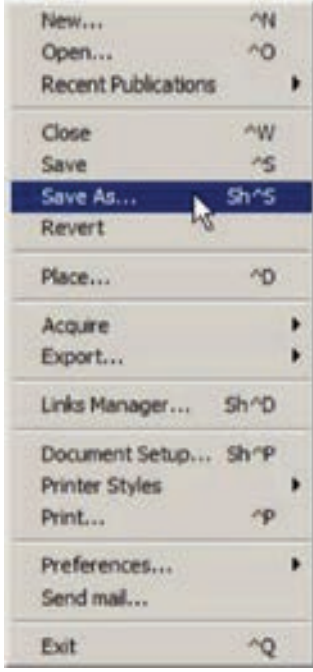 New... ^N
Open... ^O
Recent Publications
Close ^W
Save ^S
Save As... Sh^S
Revert
Place... ^D
Acquire
Export...
Links Manager... Sh^D
Document Setup... Sh^P
Printer Styles
Print... ^P
Preferences...
Send mail...
Exit ^Q